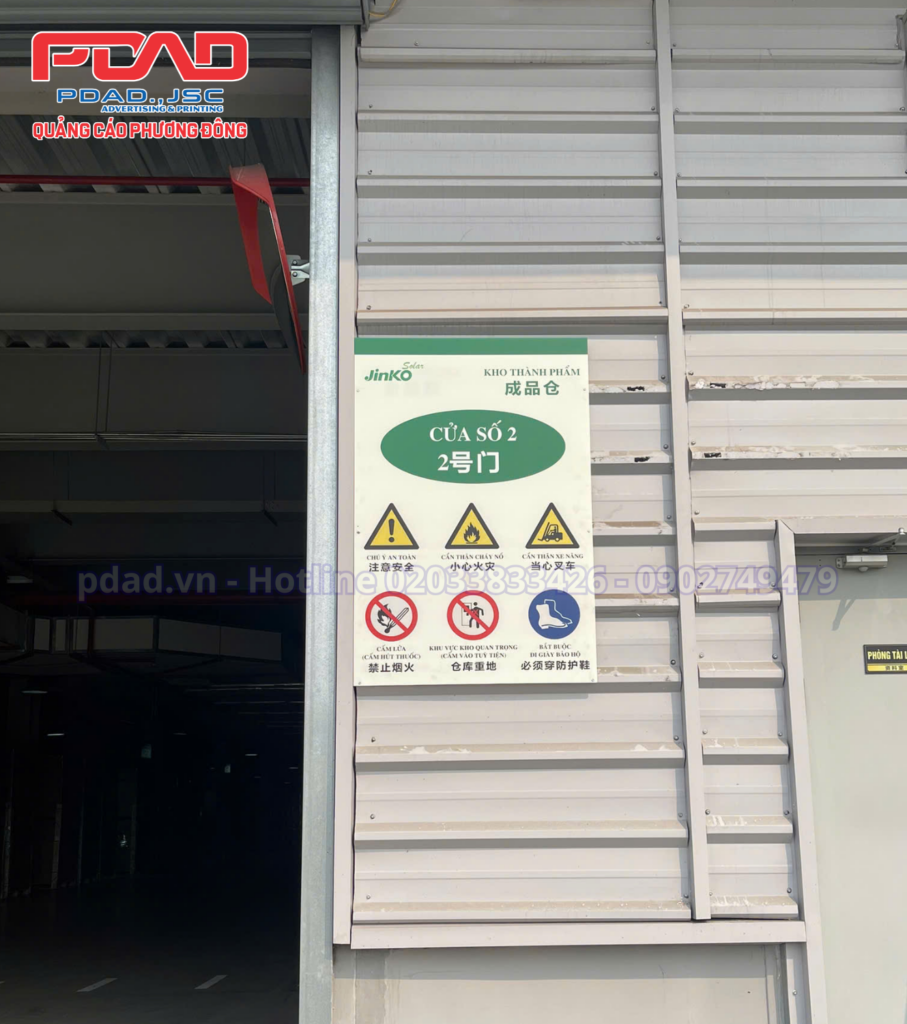 PDAD
PDAD.,JSC
ADVERTISING & PRINTING
QUẢNG CÁO PHƯƠNG ĐÔNG
Solar
JinKO
KHO THÀNH PHẨM
成品仓
CỬA SỐ 2
2号门
CHÚ Ý AN TOÀN
注意安全
CẨN THẬN CHÁY NỔ
小心火灾
CẨN THẬN XE NÂNG
当心叉车
pdad.vn - Hotline 02033833426 - 0902749479
CẤM LỬA
(CẤM HÚT THUỐC)
禁止烟火
KHU VỰC KHO QUAN TRỌNG
(CẤM VÀO TUỲ TIỆN)
仓库重地
BẮT BUỘC
ĐI GIÀY BẢO HỘ
必须穿防护鞋
PHÒNG TÀI L